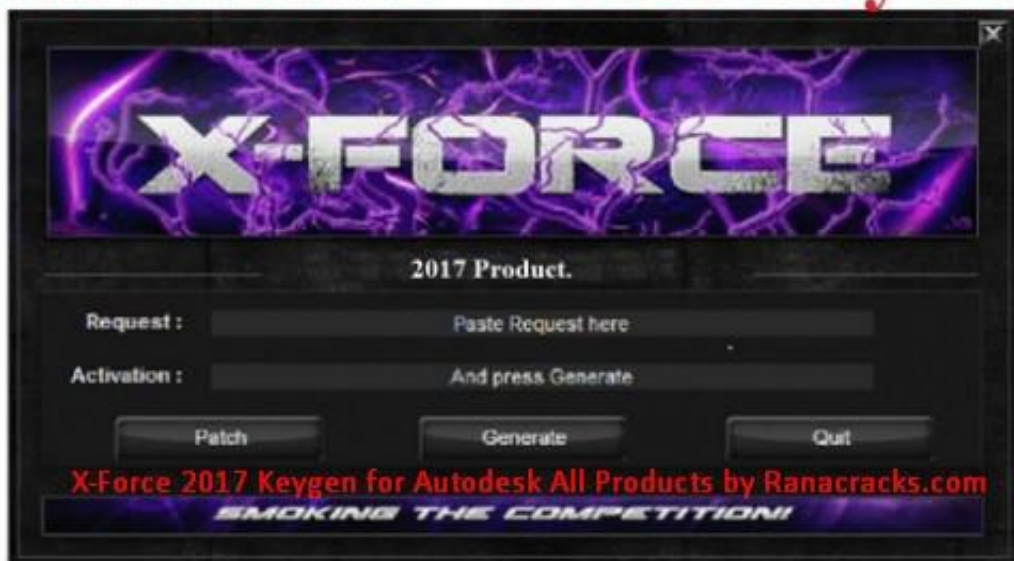 X-FORCE
2017 Product.
Request : Paste Request here
Activation : And press Generate
Patch Generate Quit
X-Force 2017 Keygen for Autodesk All Products by Ranacracks.com
SMOKING THE COMPETITION!